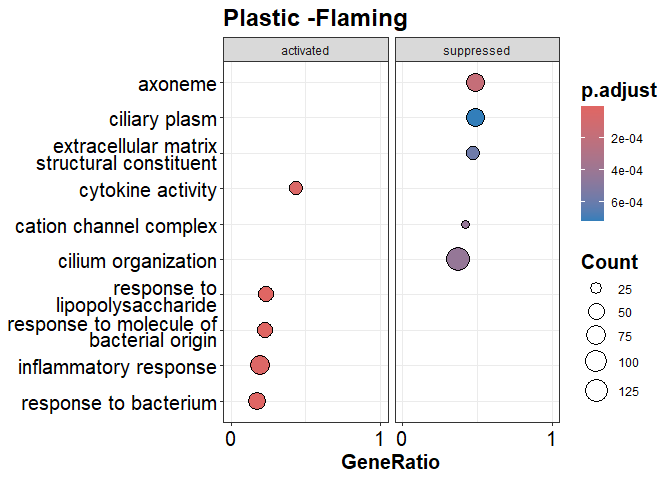 Plastic -Flaming
activated
suppressed
axoneme
ciliary plasm
extracellular matrix
structural constituent
cytokine activity
cation channel complex
cilium organization
response to
lipopolysaccharide
response to molecule of
bacterial origin
inflammatory response
response to bacterium
0
1
0
1
GeneRatio
p.adjust
2e-04
4e-04
6e-04
Count
25
50
75
100
125